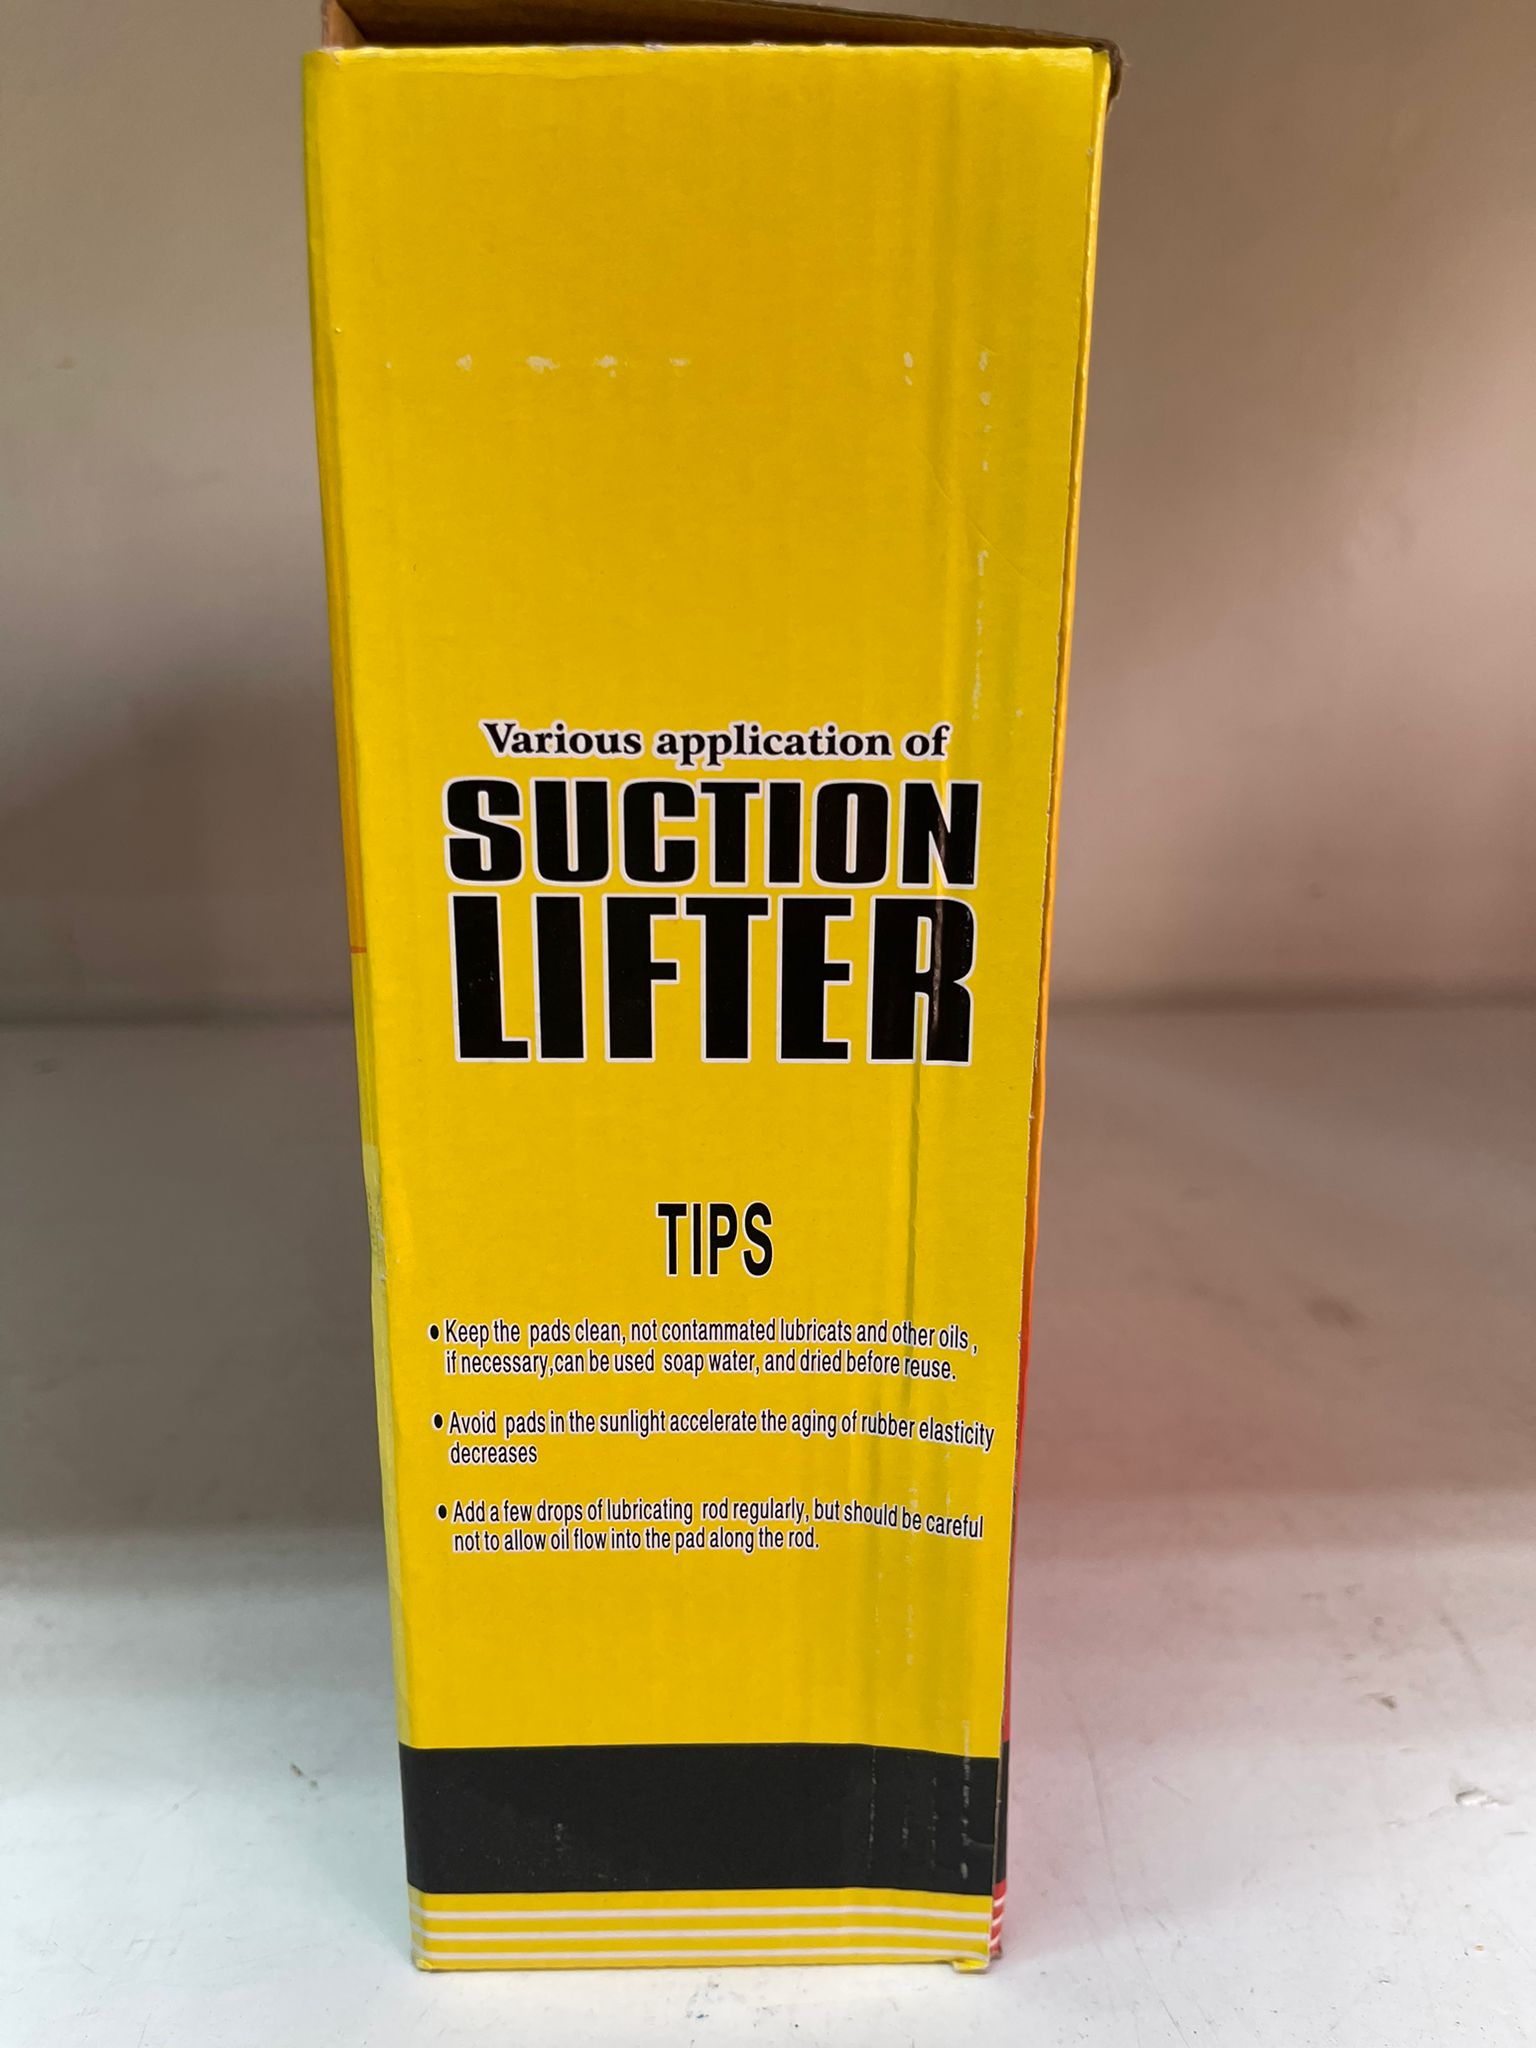 Various application of
SUCTION
LIFTER
TIPS
• Keep the pads clean, not contammated lubricats and other oils ,
if necessary,can be used soap water, and dried before reuse.
• Avoid pads in the sunlight accelerate the aging of rubber elasticity
decreases
• Add a few drops of lubricating rod regularly, but should be careful
not to allow oil flow into the pad along the rod.